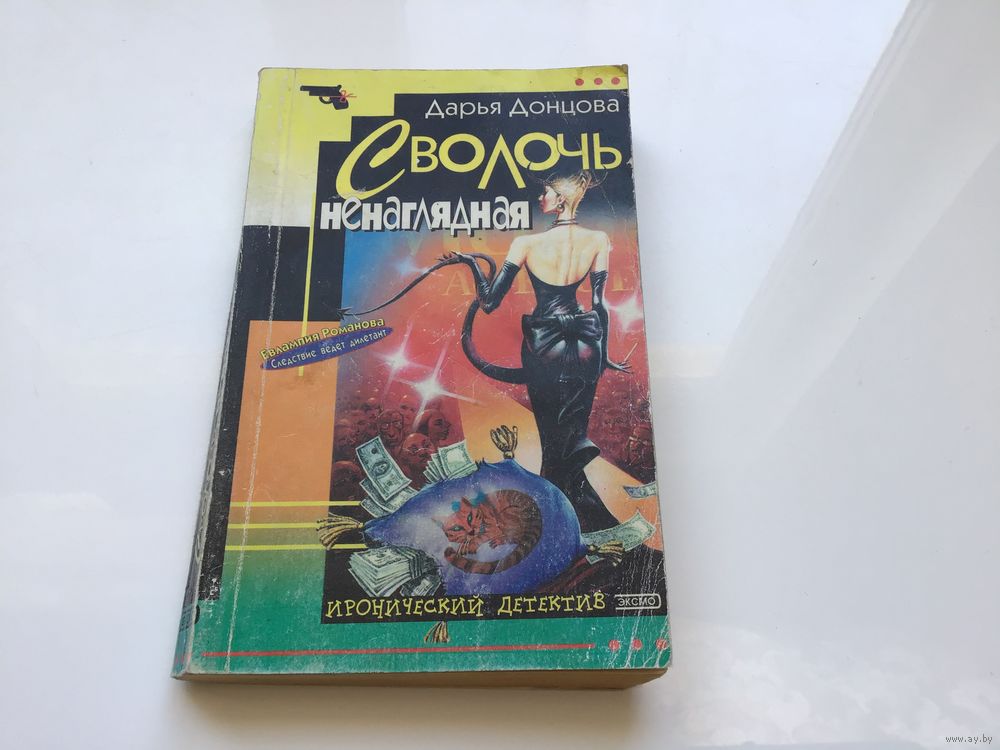 Дарья Донцова
Сволочь
ненаглядная
Евлампия Романова
Следствие ведет дилетант
ИРОНИЧЕСКИЙ ДЕТЕКТИВ
ЭКСМО
www.ay.by